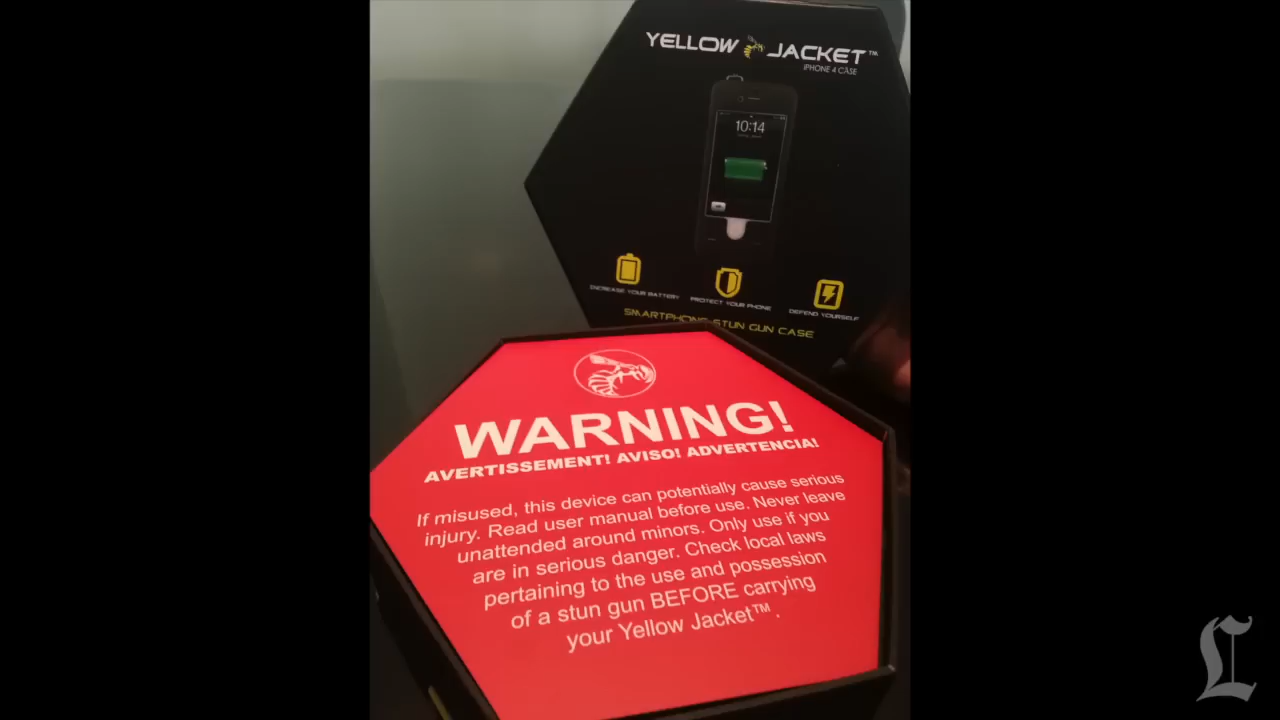 YELLOW JACKET™
iPHONE 4 CASE
10:14
INCREASE YOUR BATTERY
PROTECT YOUR PHONE
DEFEND YOURSELF
SMARTPHONE STUN GUN CASE
WARNING!
AVERTISSEMENT! AVISO! ADVERTENCIA!
If misused, this device can potentially cause serious
injury. Read user manual before use. Never leave
unattended around minors. Only use if you
are in serious danger. Check local laws
pertaining to the use and possession
of a stun gun BEFORE carrying
your Yellow Jacket™.
L